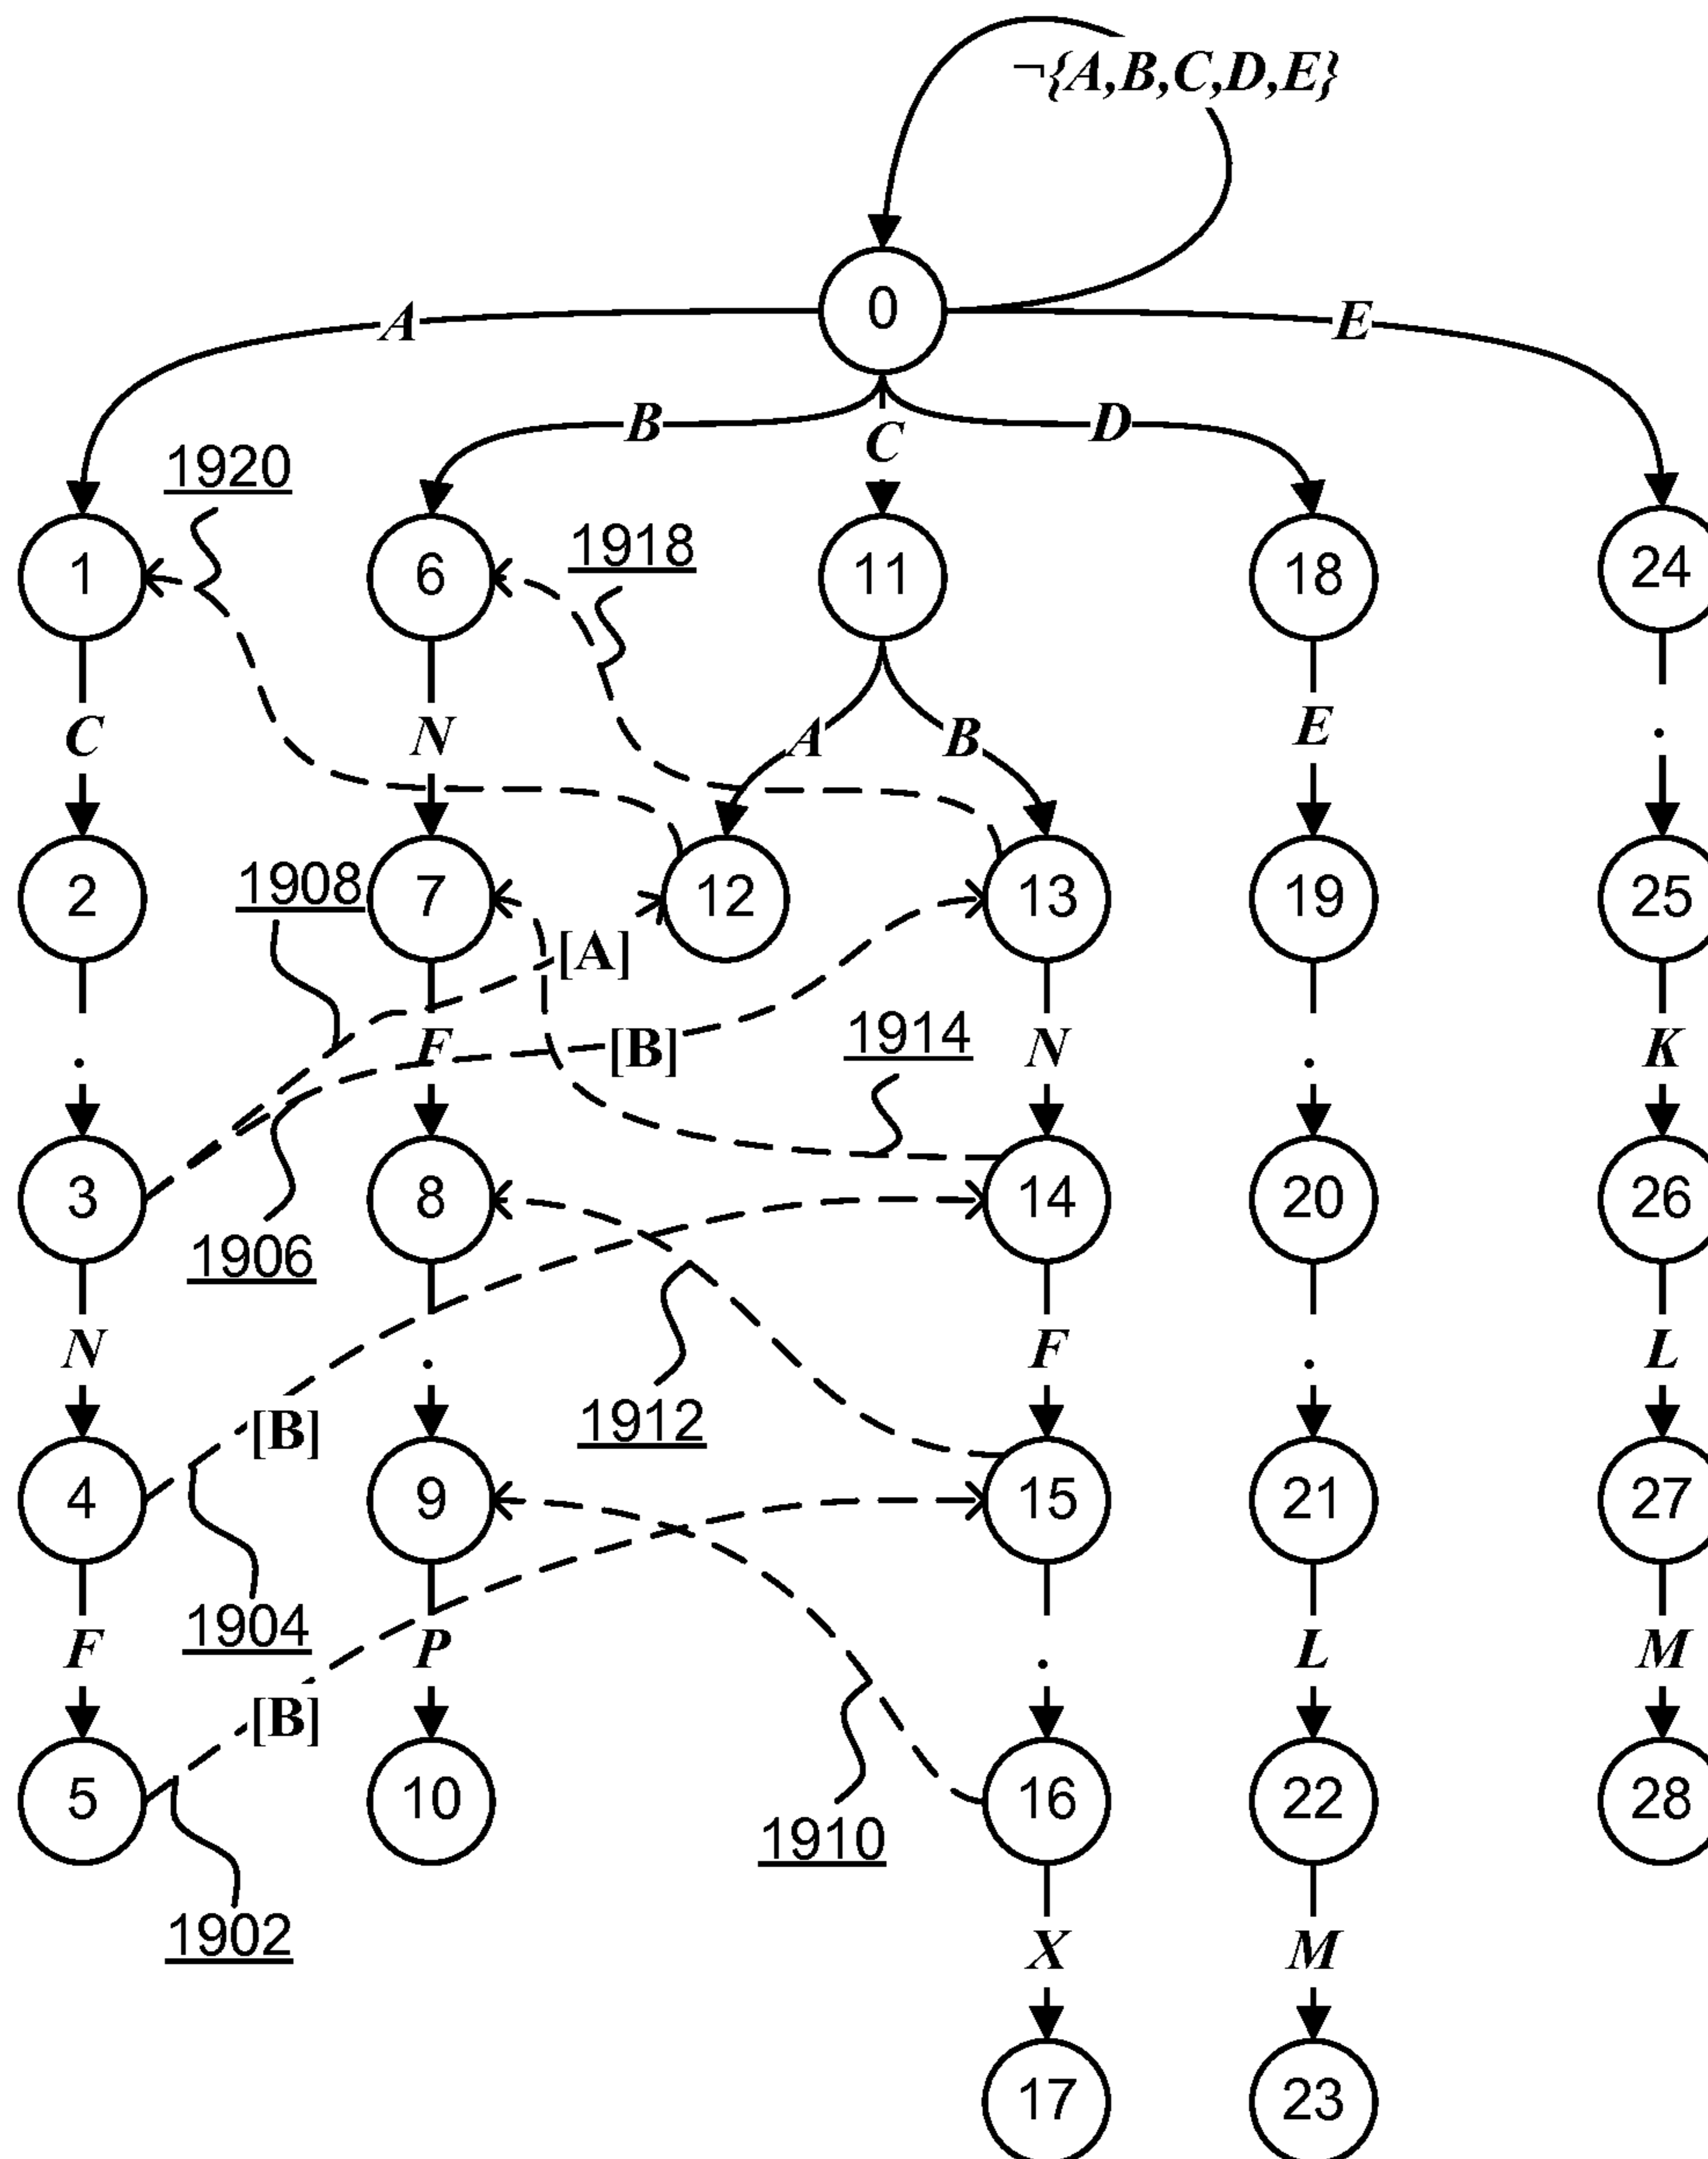 ¬{A,B,C,D,E}
0
A
E
B
C
D
1920
1918
1
6
11
18
24
C
N
A
B
E
.
1908
2
7
12
13
19
25
[A]
.
F
[B]
1914
N
.
K
3
8
14
20
26
1906
N
.
F
.
L
[B]
1912
4
9
15
21
27
1904
F
P
.
L
M
[B]
5
10
16
22
28
1910
1902
X
M
17
23